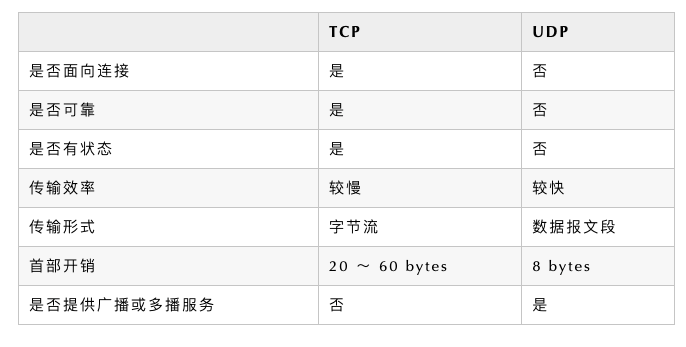 TCP UDP
是否面向连接 是 否
是否可靠 是 否
是否有状态 是 否
传输效率 较慢 较快
传输形式 字节流 数据报文段
首部开销 20 ～ 60 bytes 8 bytes
是否提供广播或多播服务 否 是